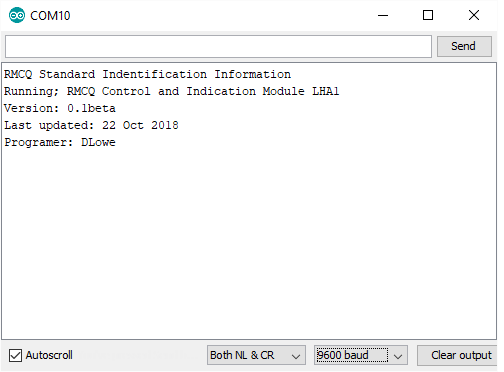 COM10
Send
RMCQ Standard Indentification Information
Running; RMCQ Control and Indication Module LHA1
Version: 0.1beta
Last updated: 22 Oct 2018
Programer: DLowe
Autoscroll
Both NL & CR
9600 baud
Clear output